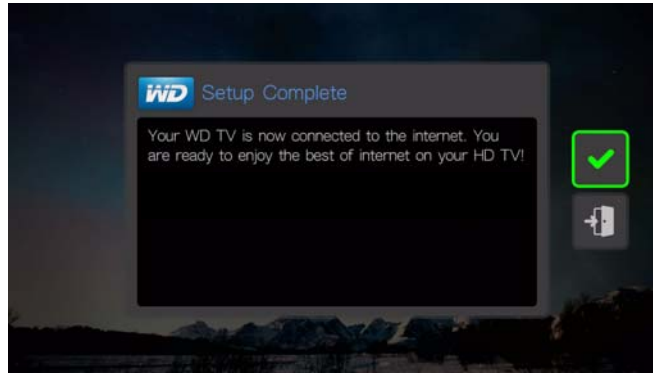 WD Setup Complete
Your WD TV is now connected to the internet. You
are ready to enjoy the best of internet on your HD TV!